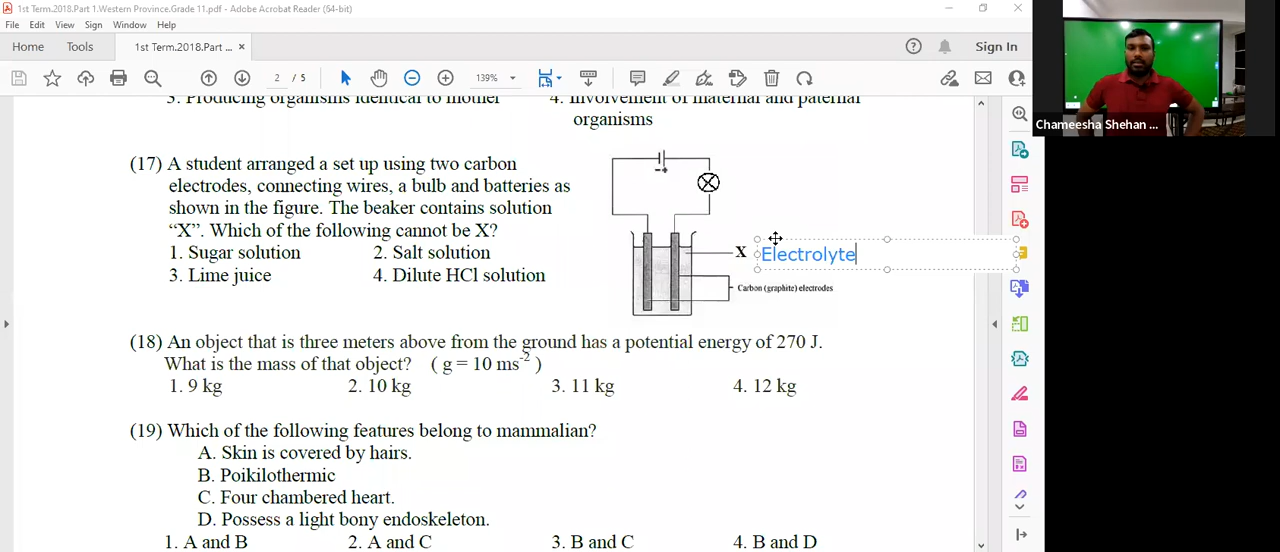 1st Term.2018.Part 1.Western Province.Grade 11.pdf - Adobe Acrobat Reader (64-bit)
File Edit View Sign Window Help
Home Tools 1st Term.2018.Part ... × Sign In
2 / 5 139%
3. Producing organisms identical to mother 4. Involvement of maternal and paternal
organisms
Chameesha Shehan ...
(17) A student arranged a set up using two carbon
electrodes, connecting wires, a bulb and batteries as
shown in the figure. The beaker contains solution
“X”. Which of the following cannot be X?
1. Sugar solution 2. Salt solution
3. Lime juice 4. Dilute HCl solution
− +
X Electrolyte
Carbon (graphite) electrodes
(18) An object that is three meters above from the ground has a potential energy of 270 J.
What is the mass of that object? ( g = 10 ms⁻² )
1. 9 kg 2. 10 kg 3. 11 kg 4. 12 kg
(19) Which of the following features belong to mammalian?
A. Skin is covered by hairs.
B. Poikilothermic
C. Four chambered heart.
D. Possess a light bony endoskeleton.
1. A and B 2. A and C 3. B and C 4. B and D